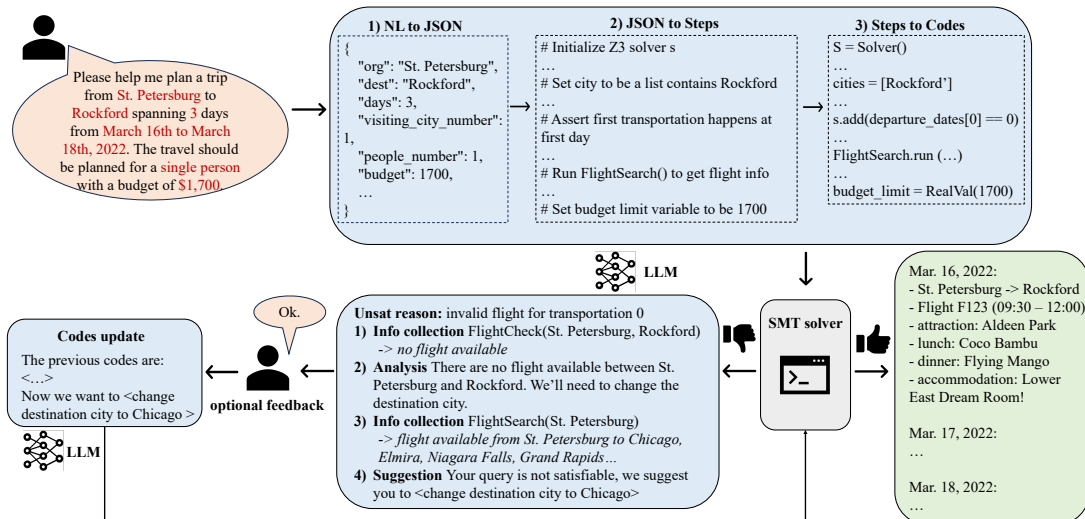 Please help me plan a trip
from St. Petersburg to
Rockford spanning 3 days
from March 16th to March
18th, 2022. The travel should
be planned for a single person
with a budget of $1,700.
1) NL to JSON
{
"org": "St. Petersburg",
"dest": "Rockford",
"days": 3,
"visiting_city_number":
1,
"people_number": 1,
"budget": 1700,
…
}
2) JSON to Steps
# Initialize Z3 solver s
…
# Set city to be a list contains Rockford
…
# Assert first transportation happens at
first day
…
# Run FlightSearch() to get flight info
…
# Set budget limit variable to be 1700
3) Steps to Codes
S = Solver()
…
cities = [Rockford’]
…
s.add(departure_dates[0] == 0)
…
FlightSearch.run (…)
…
budget_limit = RealVal(1700)
LLM
Codes update
The previous codes are:
<…>
Now we want to <change
destination city to Chicago >
LLM
Ok.
optional feedback
Unsat reason: invalid flight for transportation 0
1) Info collection FlightCheck(St. Petersburg, Rockford)
-> no flight available
2) Analysis There are no flight available between St.
Petersburg and Rockford. We’ll need to change the
destination city.
3) Info collection FlightSearch(St. Petersburg)
-> flight available from St. Petersburg to Chicago,
Elmira, Niagara Falls, Grand Rapids…
4) Suggestion Your query is not satisfiable, we suggest
you to <change destination city to Chicago>
SMT solver
Mar. 16, 2022:
- St. Petersburg -> Rockford
- Flight F123 (09:30 – 12:00)
- attraction: Aldeen Park
- lunch: Coco Bambu
- dinner: Flying Mango
- accommodation: Lower
East Dream Room!
Mar. 17, 2022:
…
Mar. 18, 2022:
…